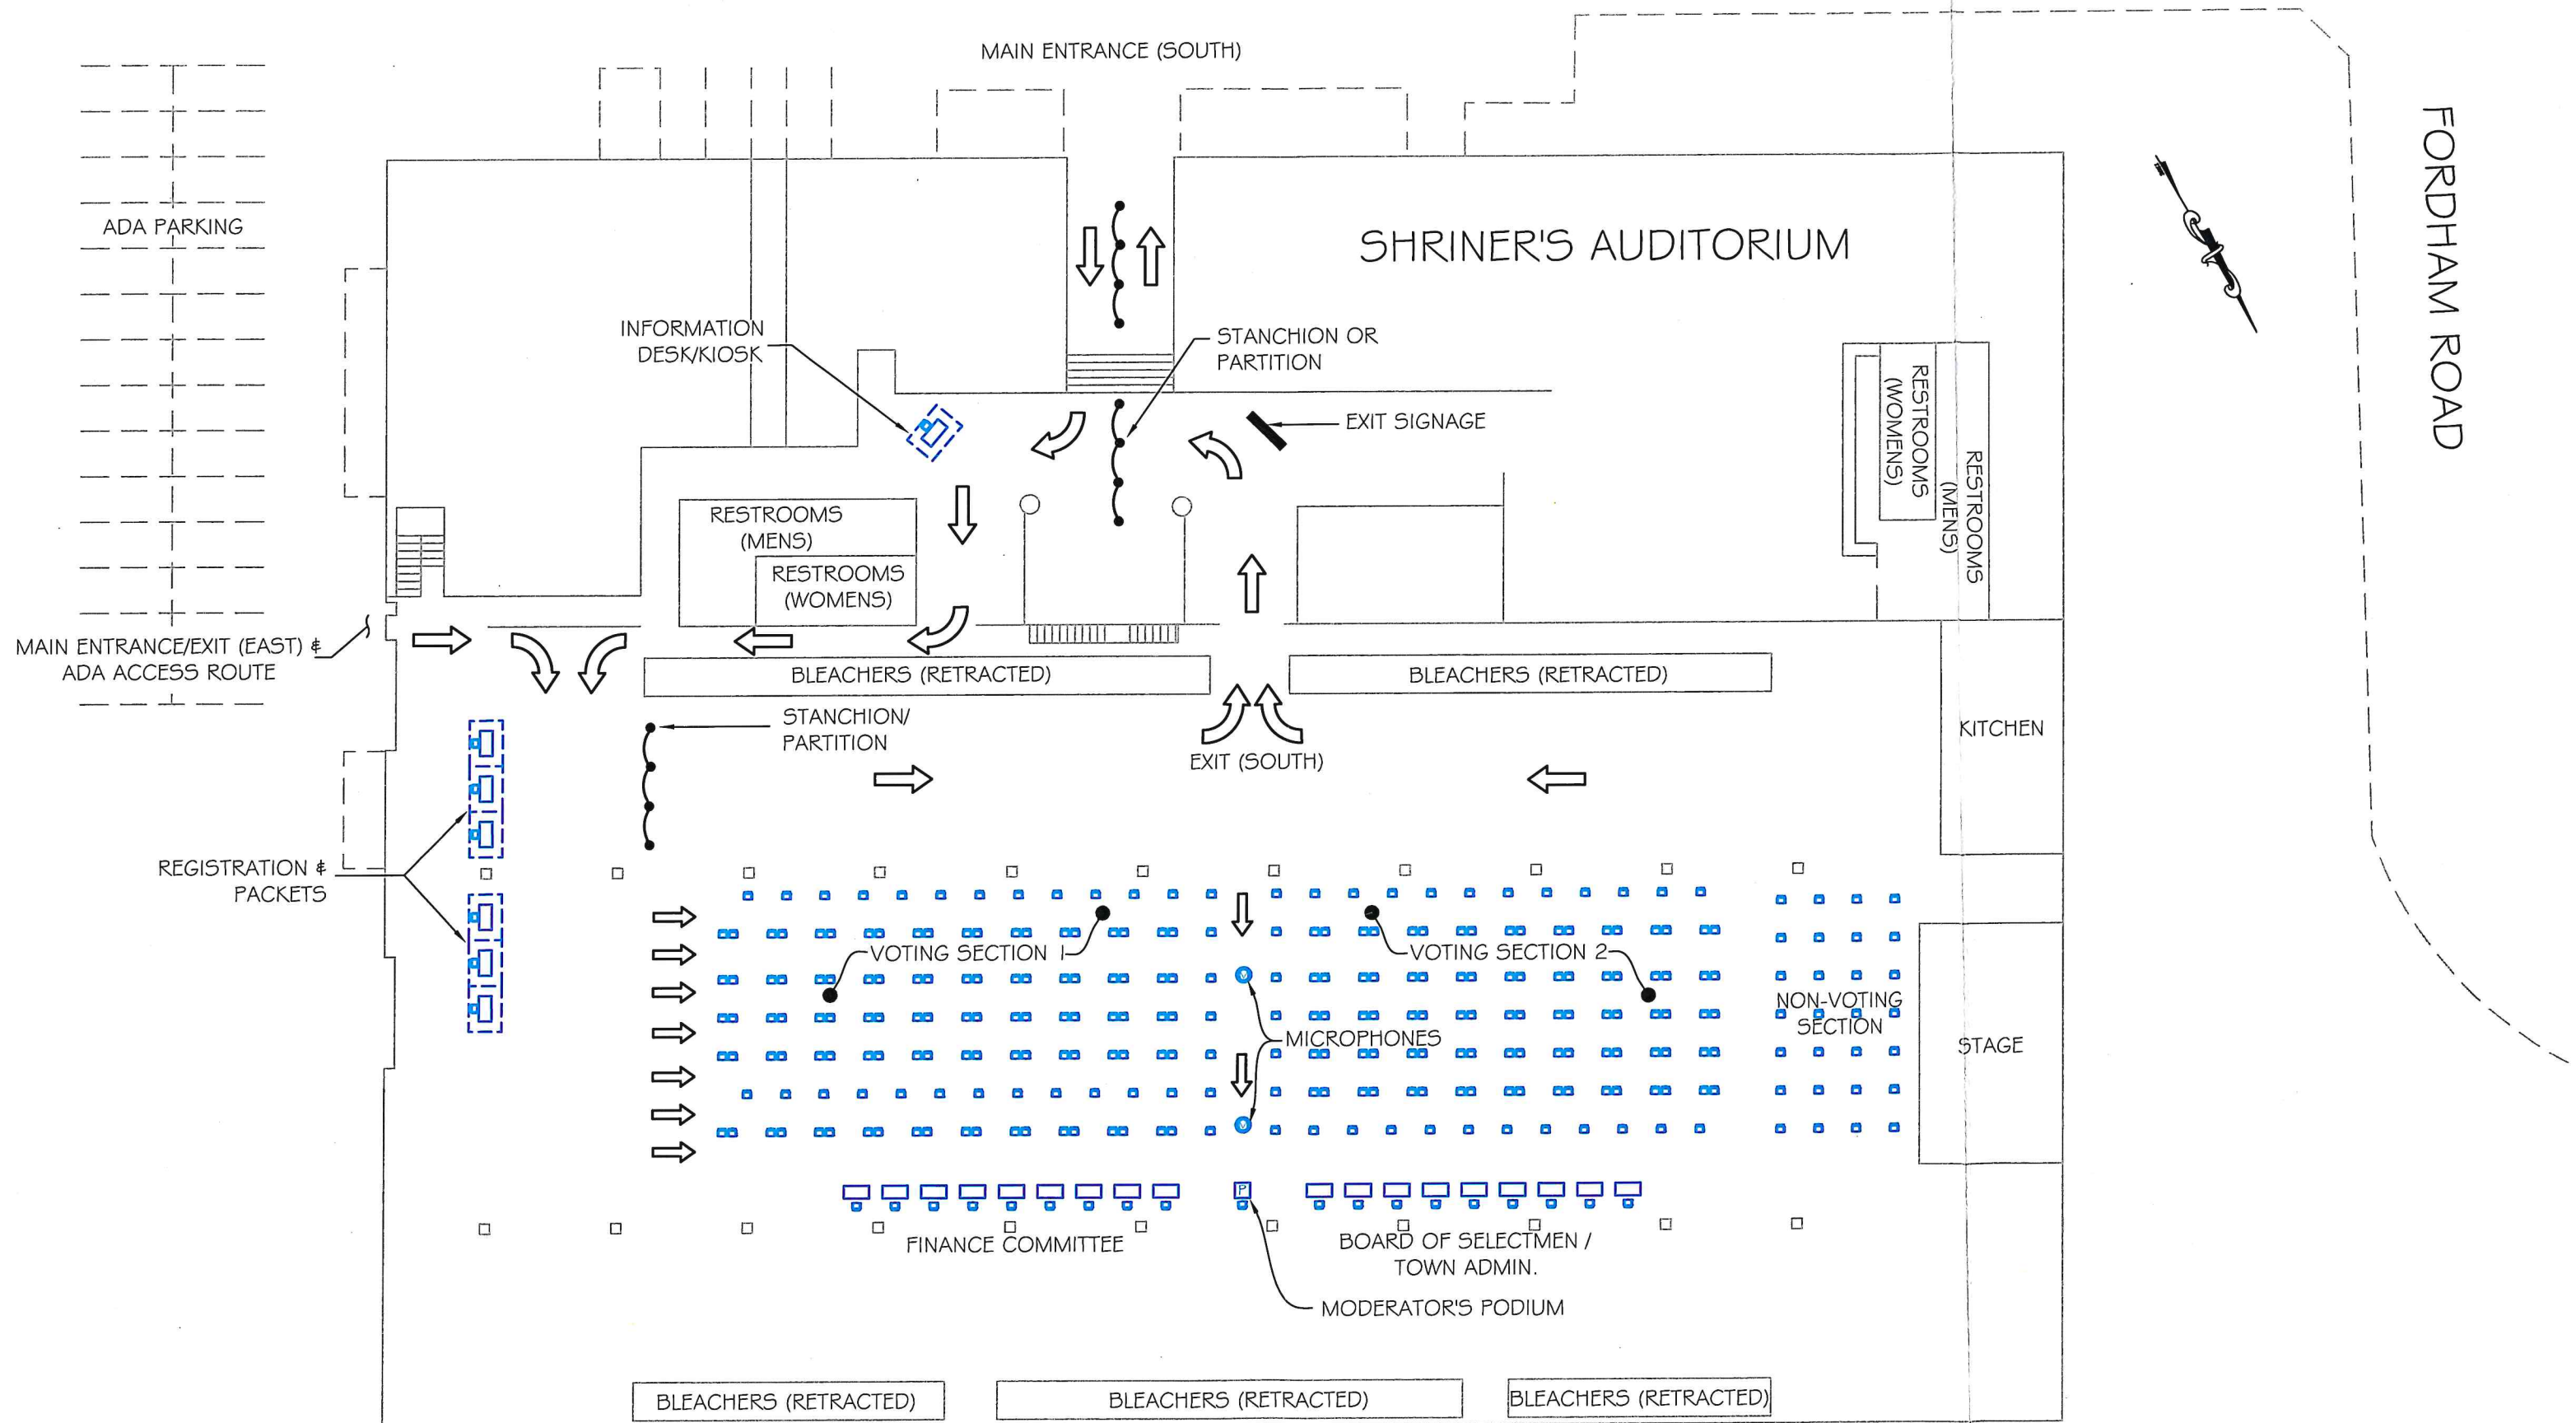 MAIN ENTRANCE (SOUTH)
FORDHAM ROAD
ADA PARKING
SHRINER'S AUDITORIUM
INFORMATION
DESK/KIOSK
STANCHION OR
PARTITION
EXIT SIGNAGE
RESTROOMS
(WOMENS)
RESTROOMS
(MENS)
RESTROOMS
(MENS)
RESTROOMS
(WOMENS)
MAIN ENTRANCE/EXIT (EAST) &
ADA ACCESS ROUTE
BLEACHERS (RETRACTED)
BLEACHERS (RETRACTED)
STANCHION/
PARTITION
KITCHEN
EXIT (SOUTH)
REGISTRATION &
PACKETS
VOTING SECTION 1
VOTING SECTION 2
NON-VOTING
SECTION
MICROPHONES
STAGE
P
FINANCE COMMITTEE
BOARD OF SELECTMEN /
TOWN ADMIN.
MODERATOR'S PODIUM
BLEACHERS (RETRACTED)
BLEACHERS (RETRACTED)
BLEACHERS (RETRACTED)